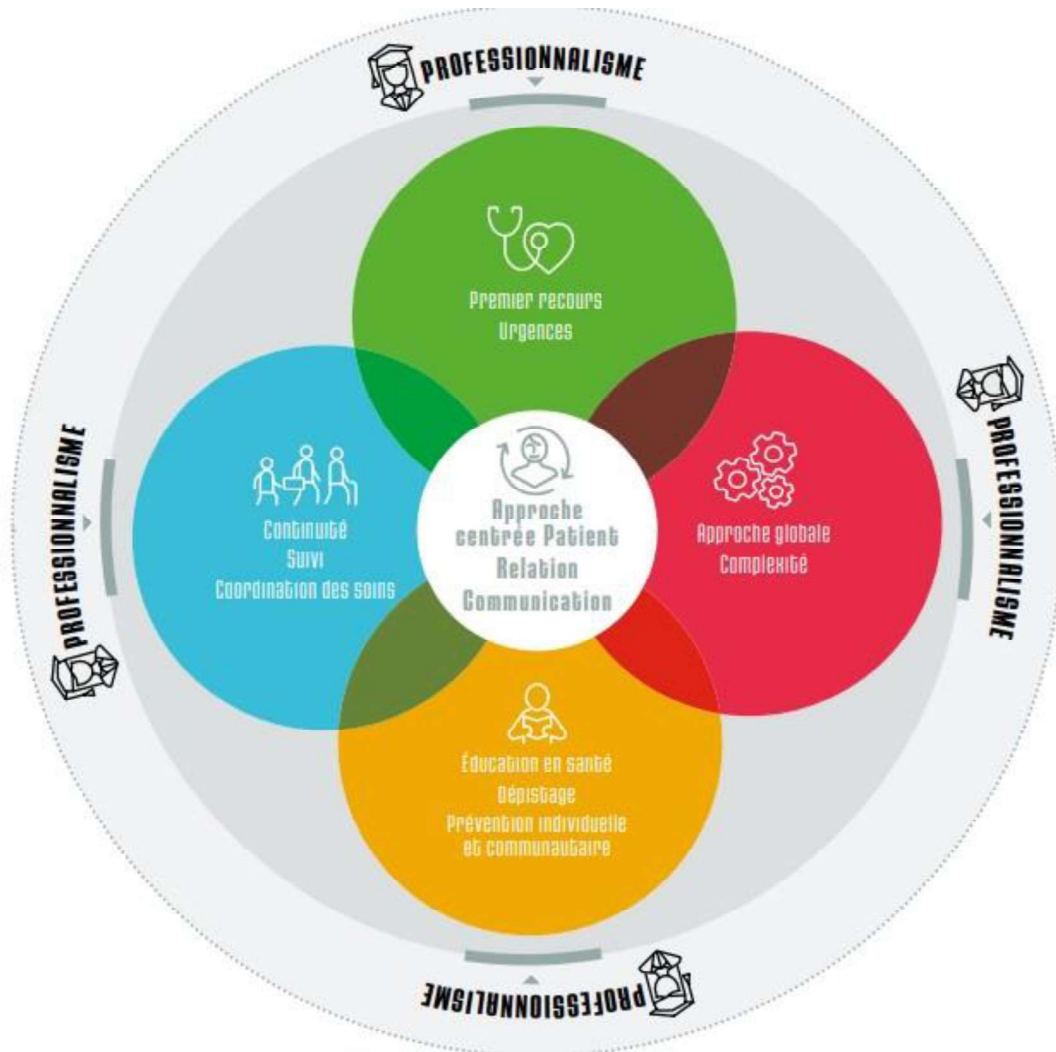 PROFESSIONNALISME
Premier recours
Urgences
PROFESSIONNALISME
Continuité
Suivi
Coordination des soins
Approche
centrée Patient
Relation
Communication
Approche globale
Complexité
PROFESSIONNALISME
Éducation en santé
Dépistage
Prévention individuelle
et communautaire
PROFESSIONNALISME